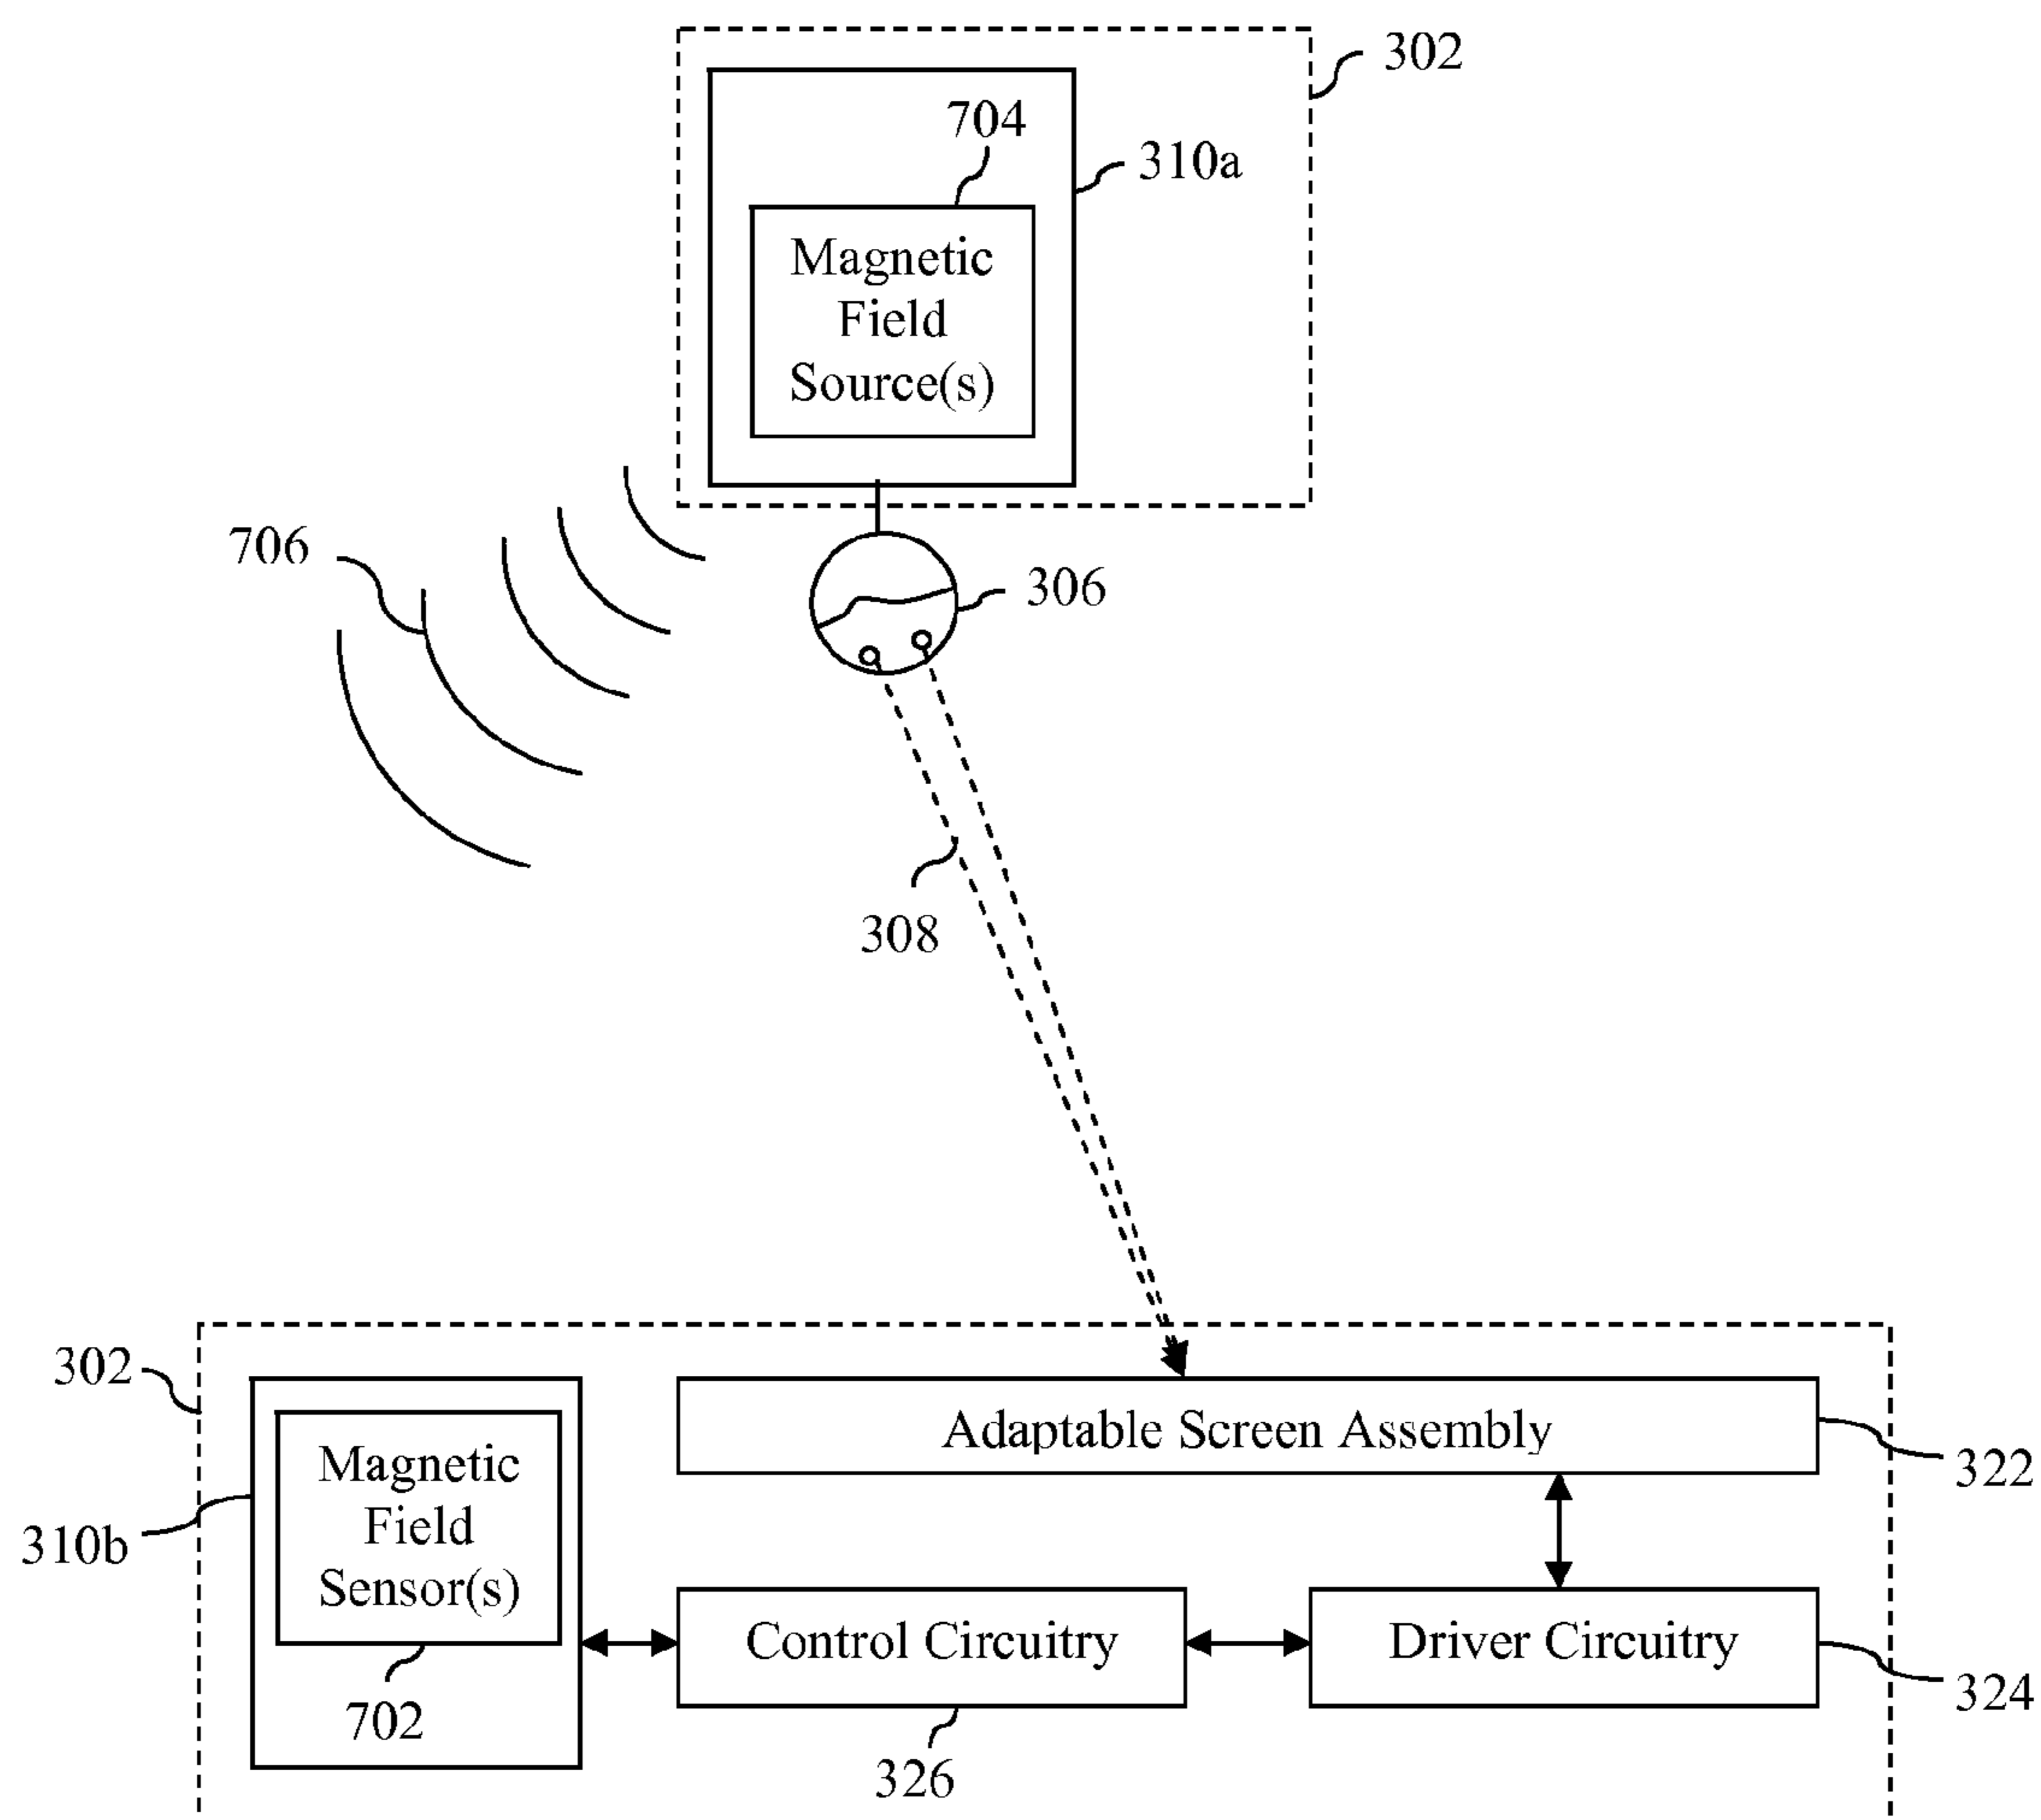 302
704
310a
Magnetic
Field
Source(s)
706
306
308
302
Adaptable Screen Assembly
322
Magnetic
Field
Sensor(s)
310b
Control Circuitry
Driver Circuitry
324
702
326